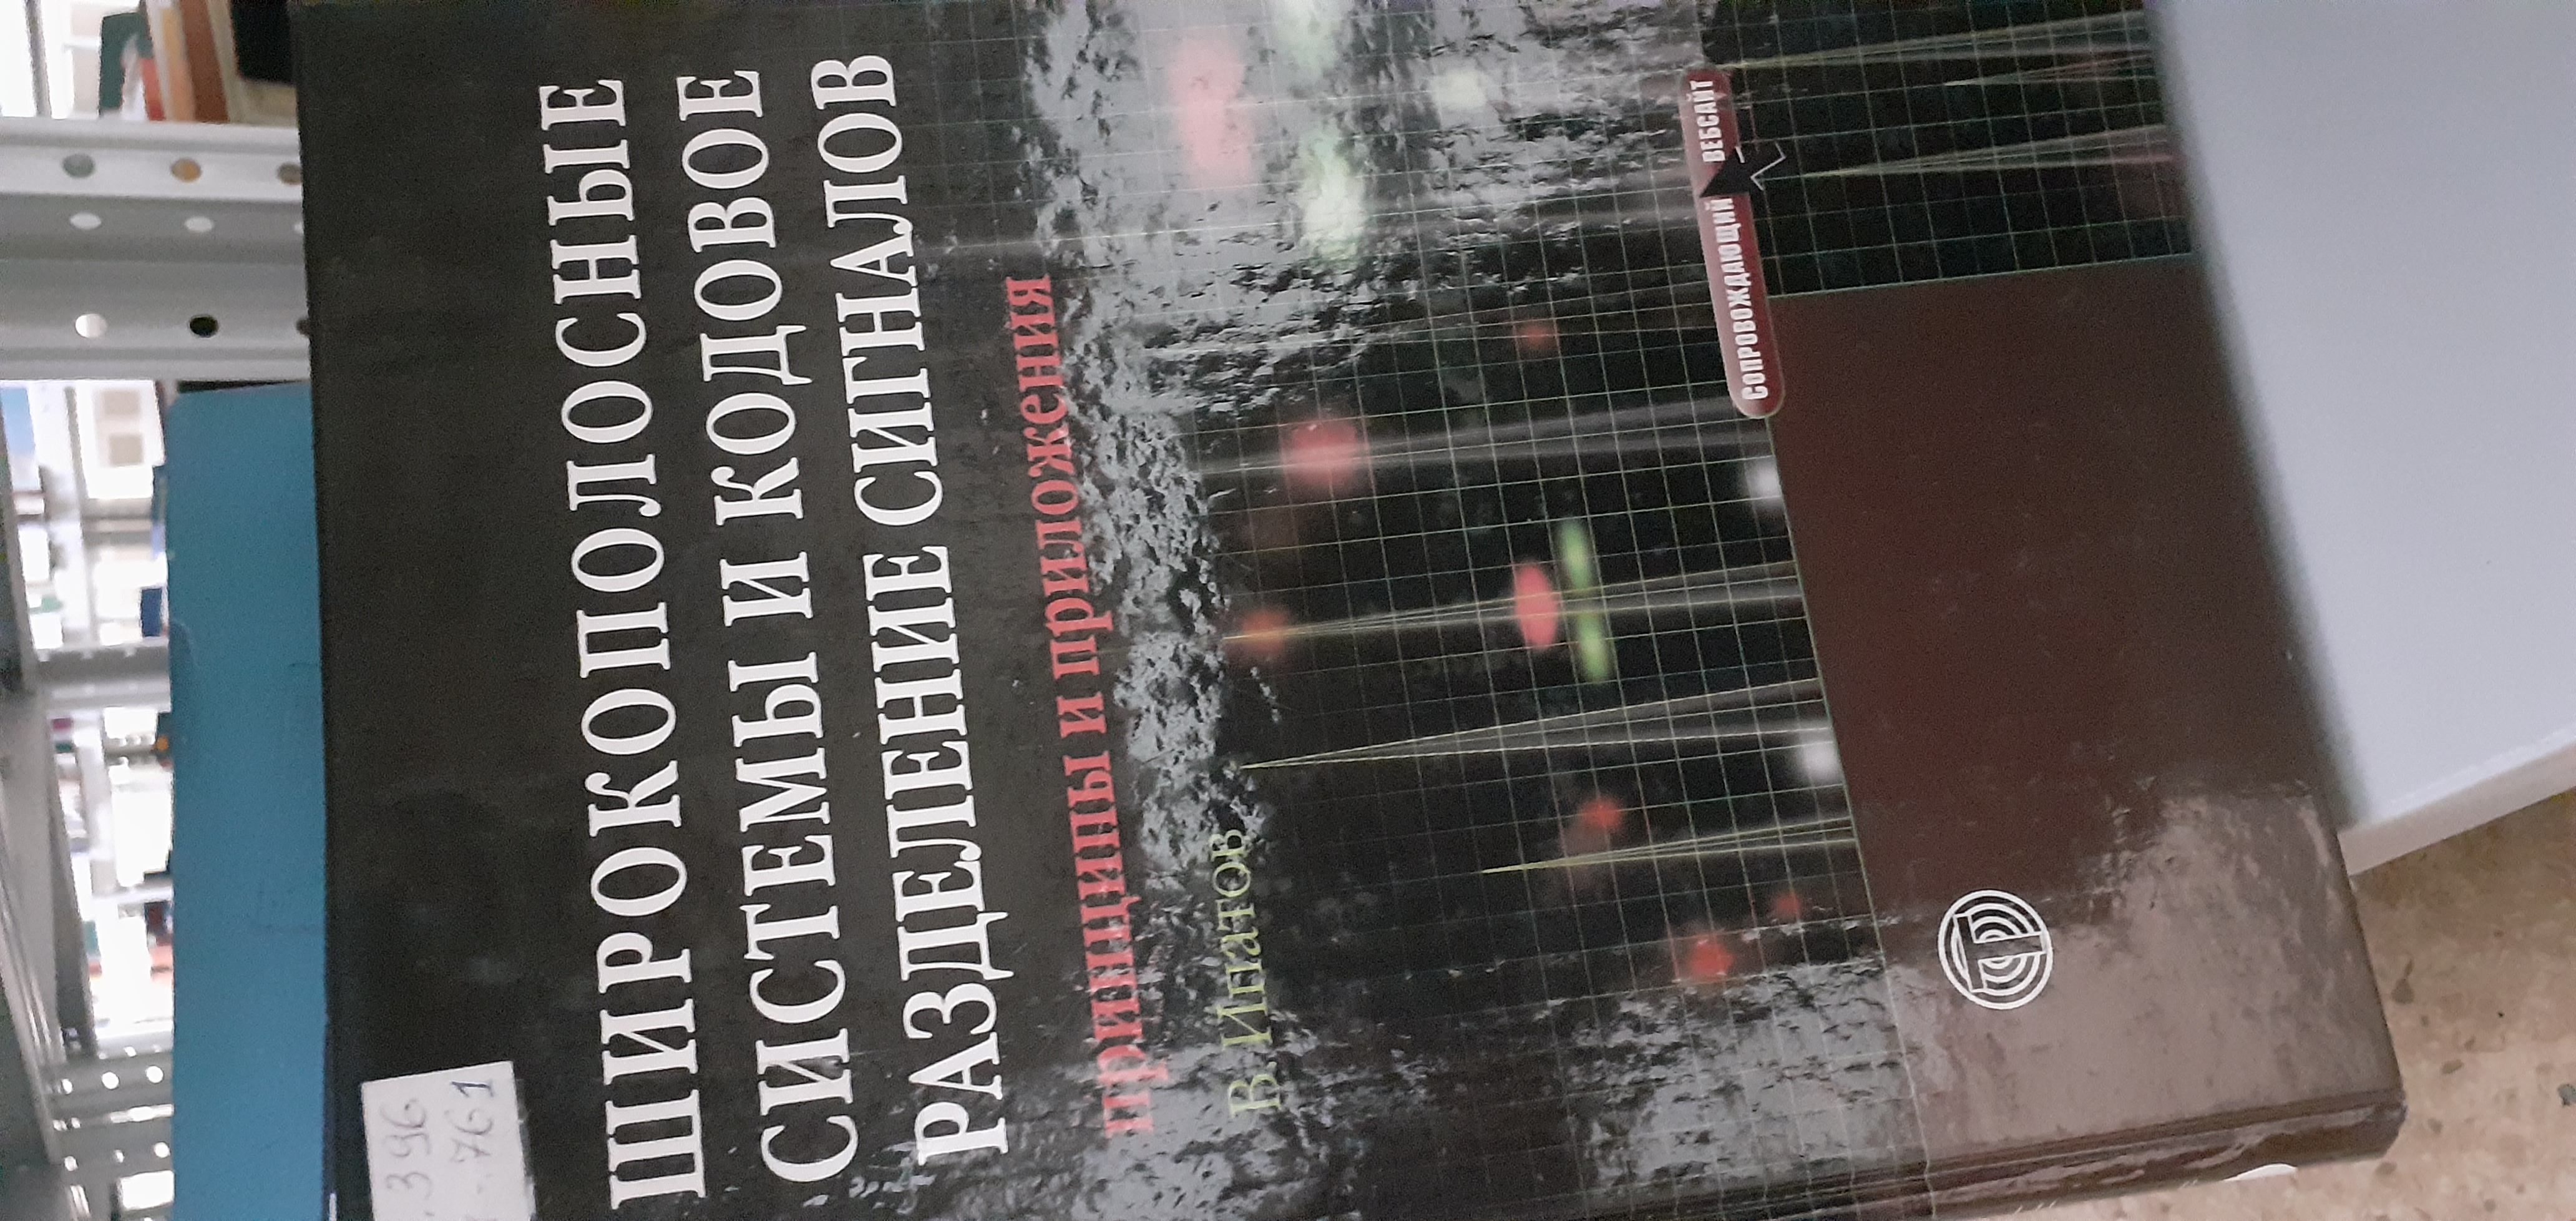 ШИРОКОПОЛОСНЫЕ
СИСТЕМЫ И КОДОВОЕ
РАЗДЕЛЕНИЕ СИГНАЛОВ
принципы и приложения
В. Ипатов
СОПРОВОЖДАЮЩИЙ ВЕБСАЙТ
396
761